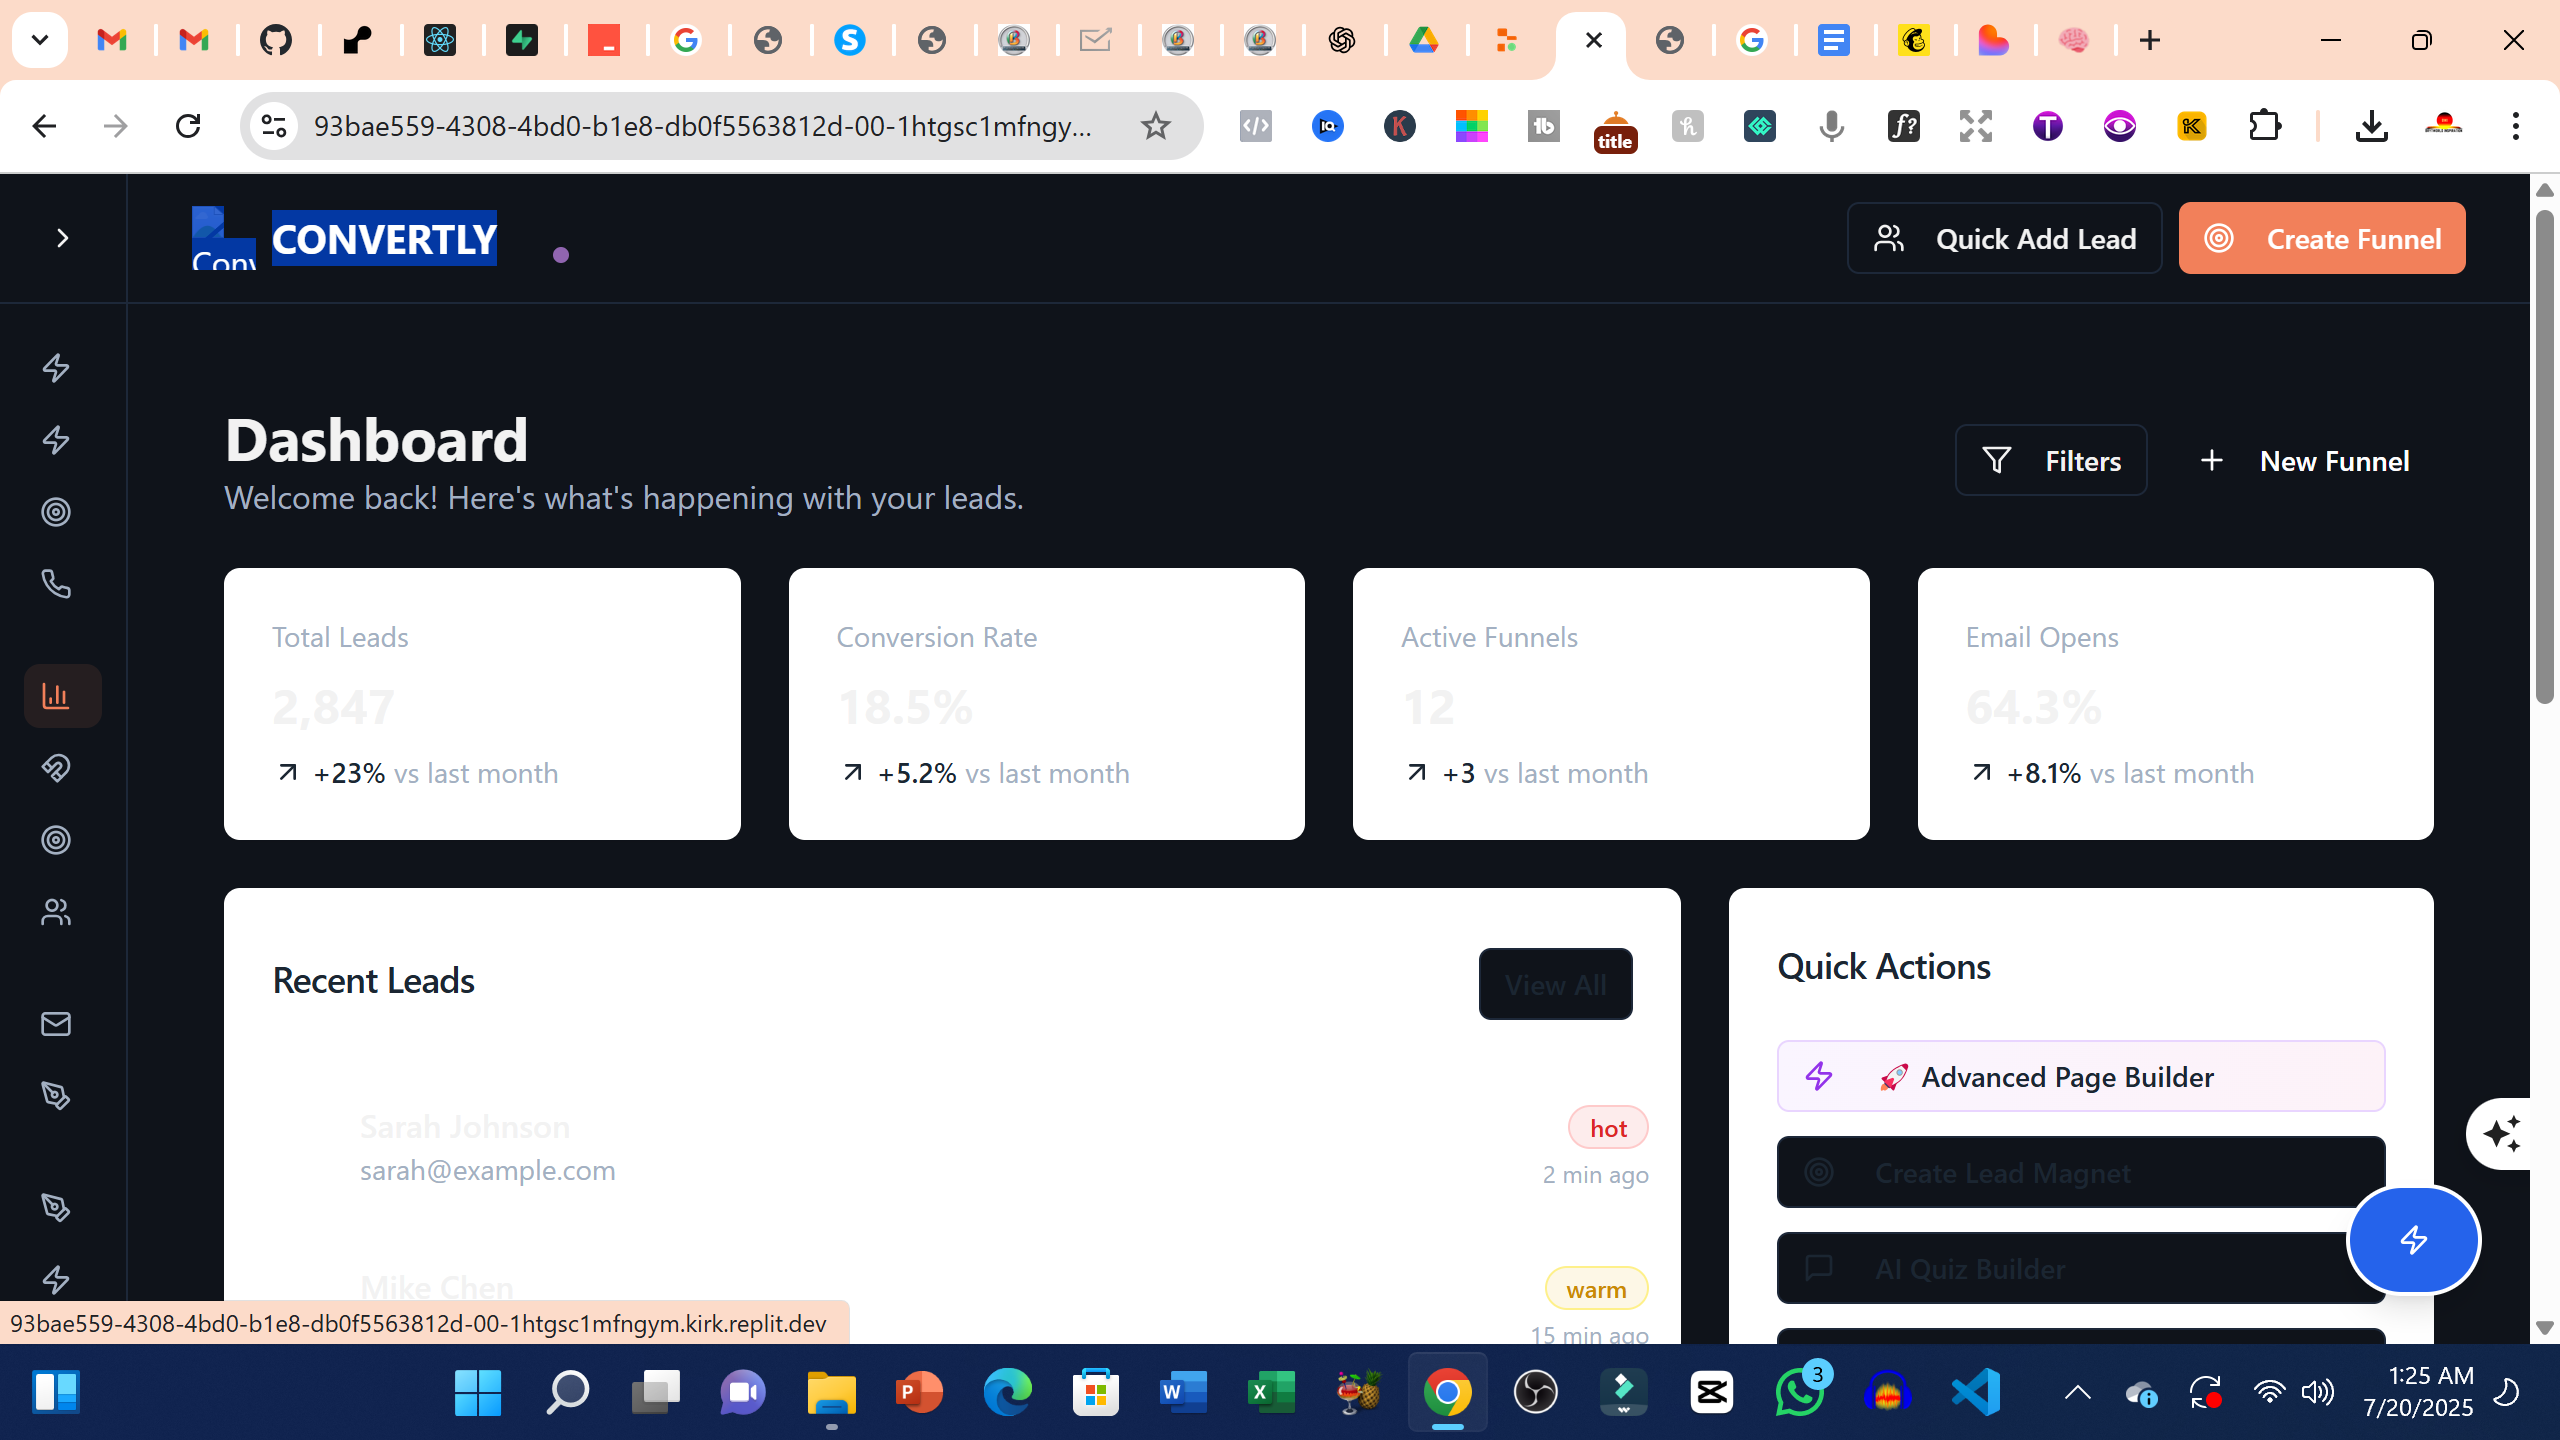 93bae559-4308-4bd0-b1e8-db0f5563812d-00-1htgsc1mfngy...
title
Conv
CONVERTLY
Quick Add Lead
Create Funnel
Dashboard
Welcome back! Here's what's happening with your leads.
Filters
New Funnel
Total Leads
2,847
+23% vs last month
Conversion Rate
18.5%
+5.2% vs last month
Active Funnels
12
+3 vs last month
Email Opens
64.3%
+8.1% vs last month
Recent Leads
View All
Sarah Johnson
sarah@example.com
hot
2 min ago
Mike Chen
warm
15 min ago
Quick Actions
🚀 Advanced Page Builder
Create Lead Magnet
AI Quiz Builder
93bae559-4308-4bd0-b1e8-db0f5563812d-00-1htgsc1mfngym.kirk.replit.dev
3
1:25 AM
7/20/2025